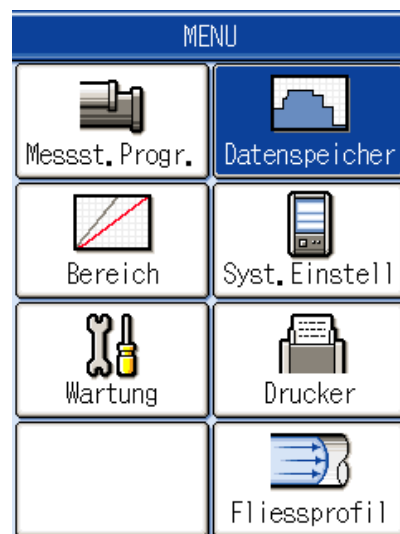 MENU
Messst.Progr.
Datenspeicher
Bereich
Syst.Einstell
Wartung
Drucker
Fliessprofil